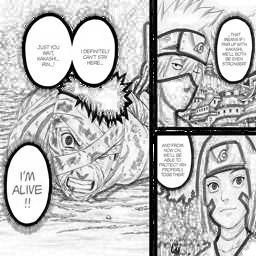 ...THAT
MEANS IF I
PAIR UP WITH
KAKASHI,
WE'LL BOTH
BE EVEN
STRONGER!
AND FROM
NOW ON,
WE'LL BE
ABLE TO
PROTECT RIN
PROPERLY
TOGETHER!
I DEFINITELY
CAN'T STAY
HERE...
JUST YOU
WAIT,
KAKASHI...
RIN...!
I'M
ALIVE
!!